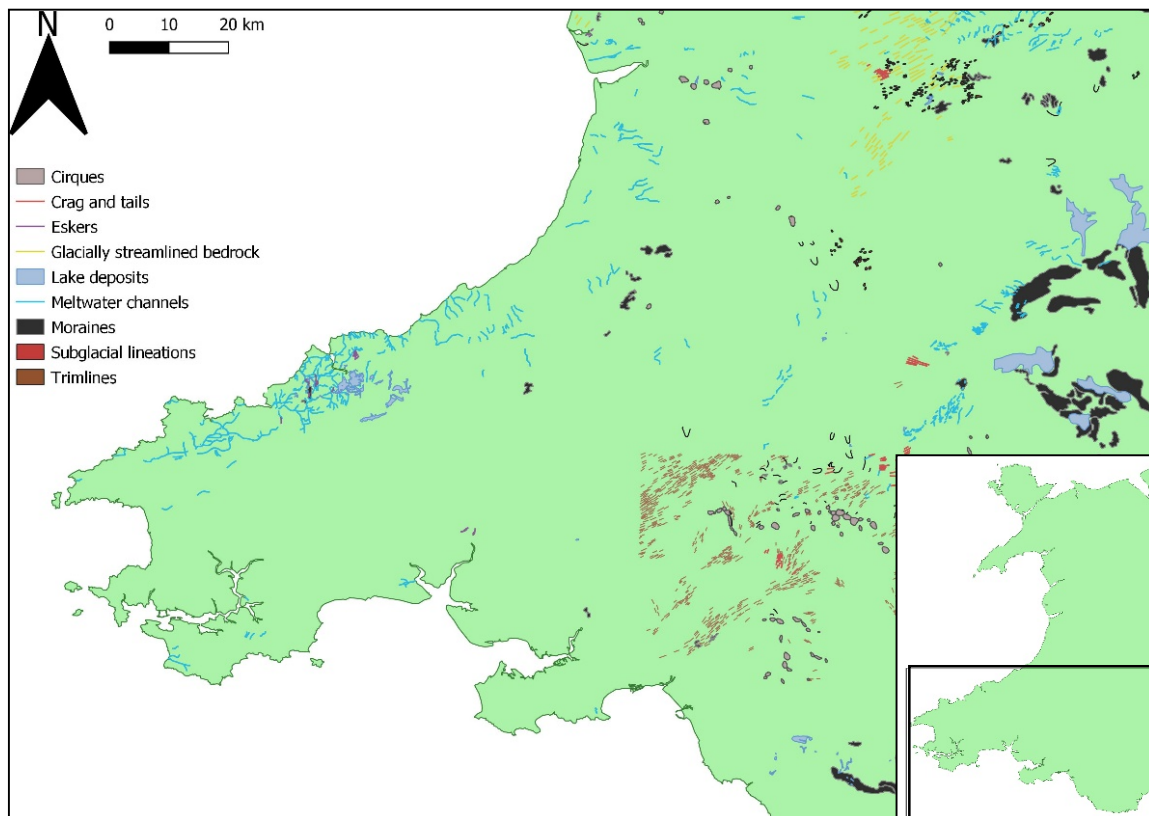 N
0 10 20 km
Cirques
Crag and tails
Eskers
Glacially streamlined bedrock
Lake deposits
Meltwater channels
Moraines
Subglacial lineations
Trimlines